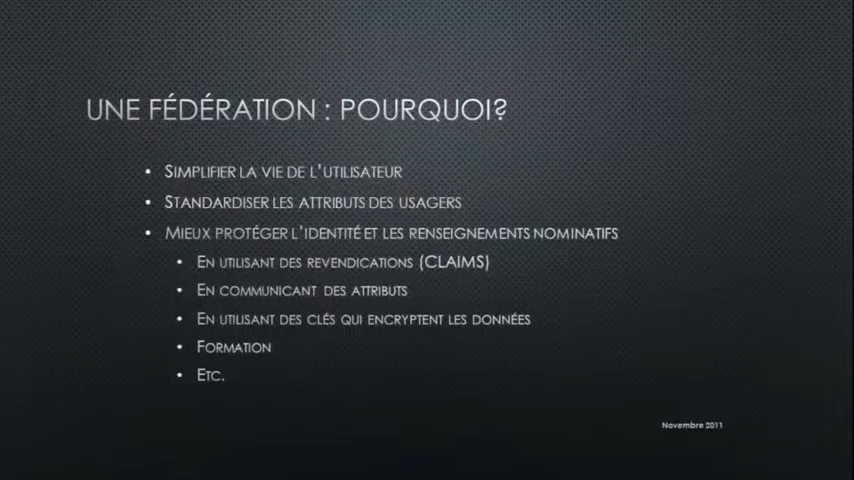 UNE FÉDÉRATION : POURQUOI?
• SIMPLIFIER LA VIE DE L'UTILISATEUR
• STANDARDISER LES ATTRIBUTS DES USAGERS
• MIEUX PROTÉGER L'IDENTITÉ ET LES RENSEIGNEMENTS NOMINATIFS
• EN UTILISANT DES REVENDICATIONS (CLAIMS)
• EN COMMUNICANT DES ATTRIBUTS
• EN UTILISANT DES CLÉS QUI ENCRYPTENT LES DONNÉES
• FORMATION
• ETC.
Novembre 2011